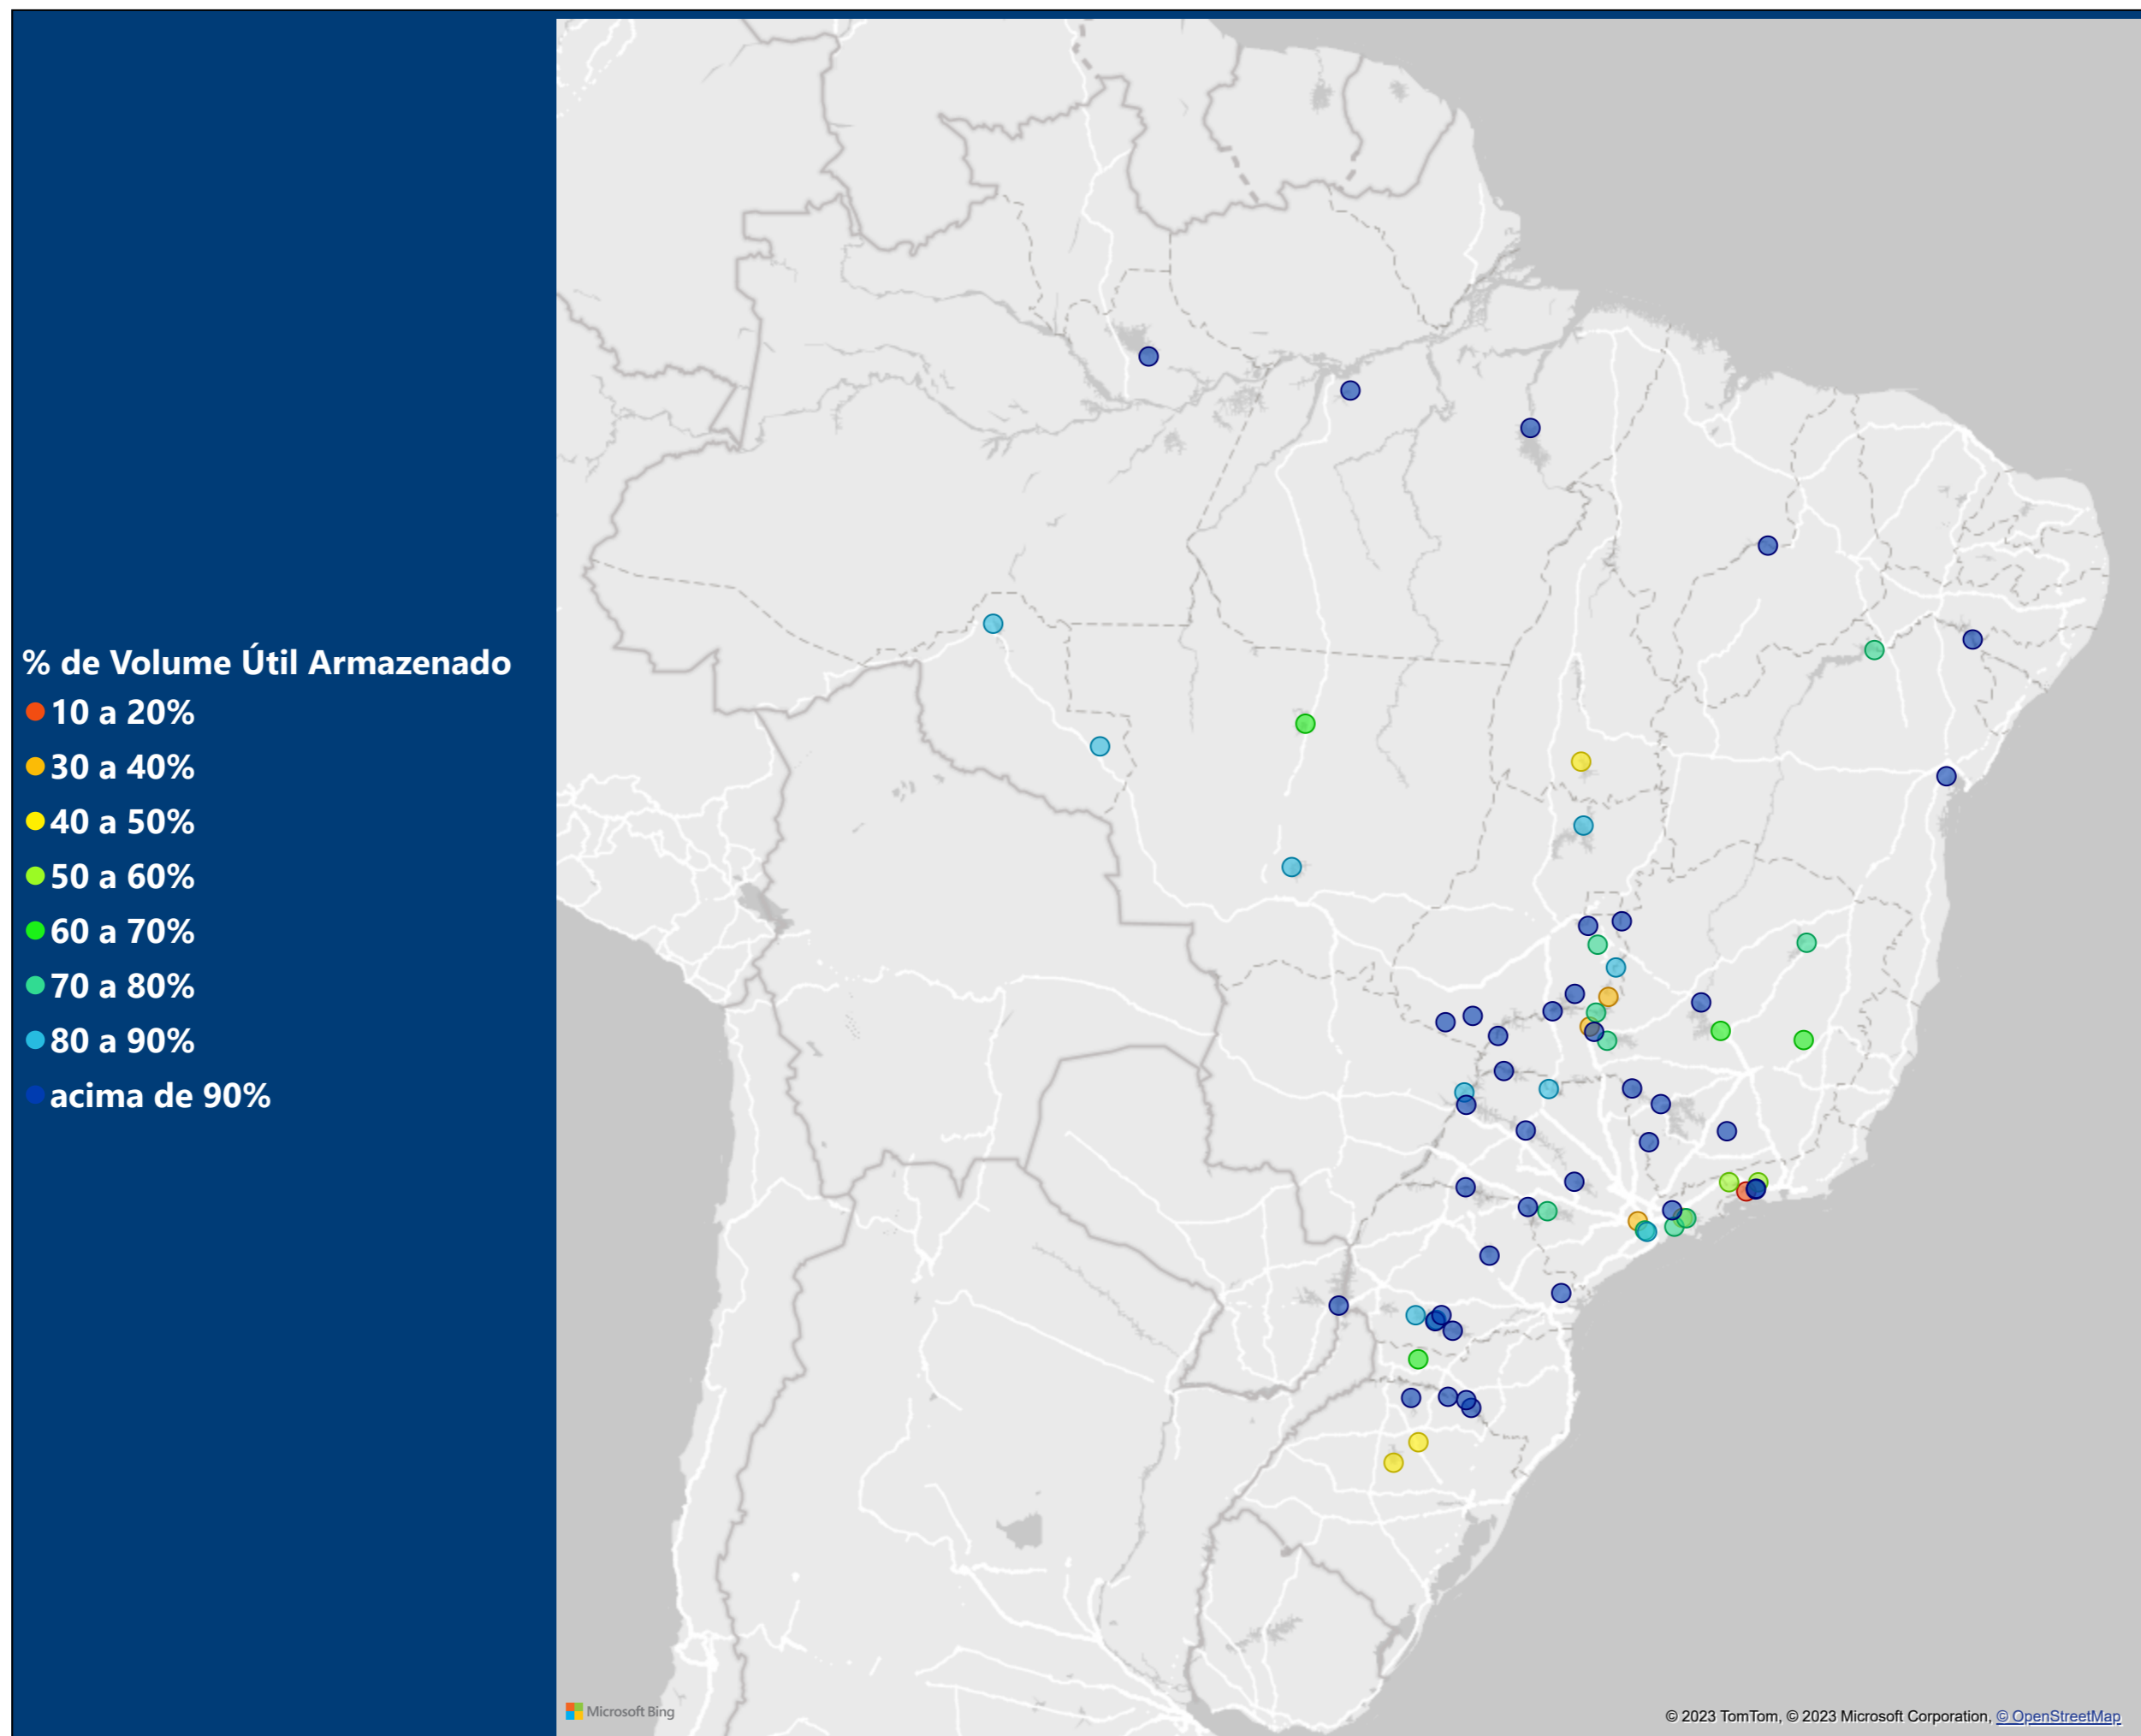 % de Volume Útil Armazenado
10 a 20%
30 a 40%
40 a 50%
50 a 60%
60 a 70%
70 a 80%
80 a 90%
acima de 90%
Microsoft Bing
© 2023 TomTom, © 2023 Microsoft Corporation, © OpenStreetMap